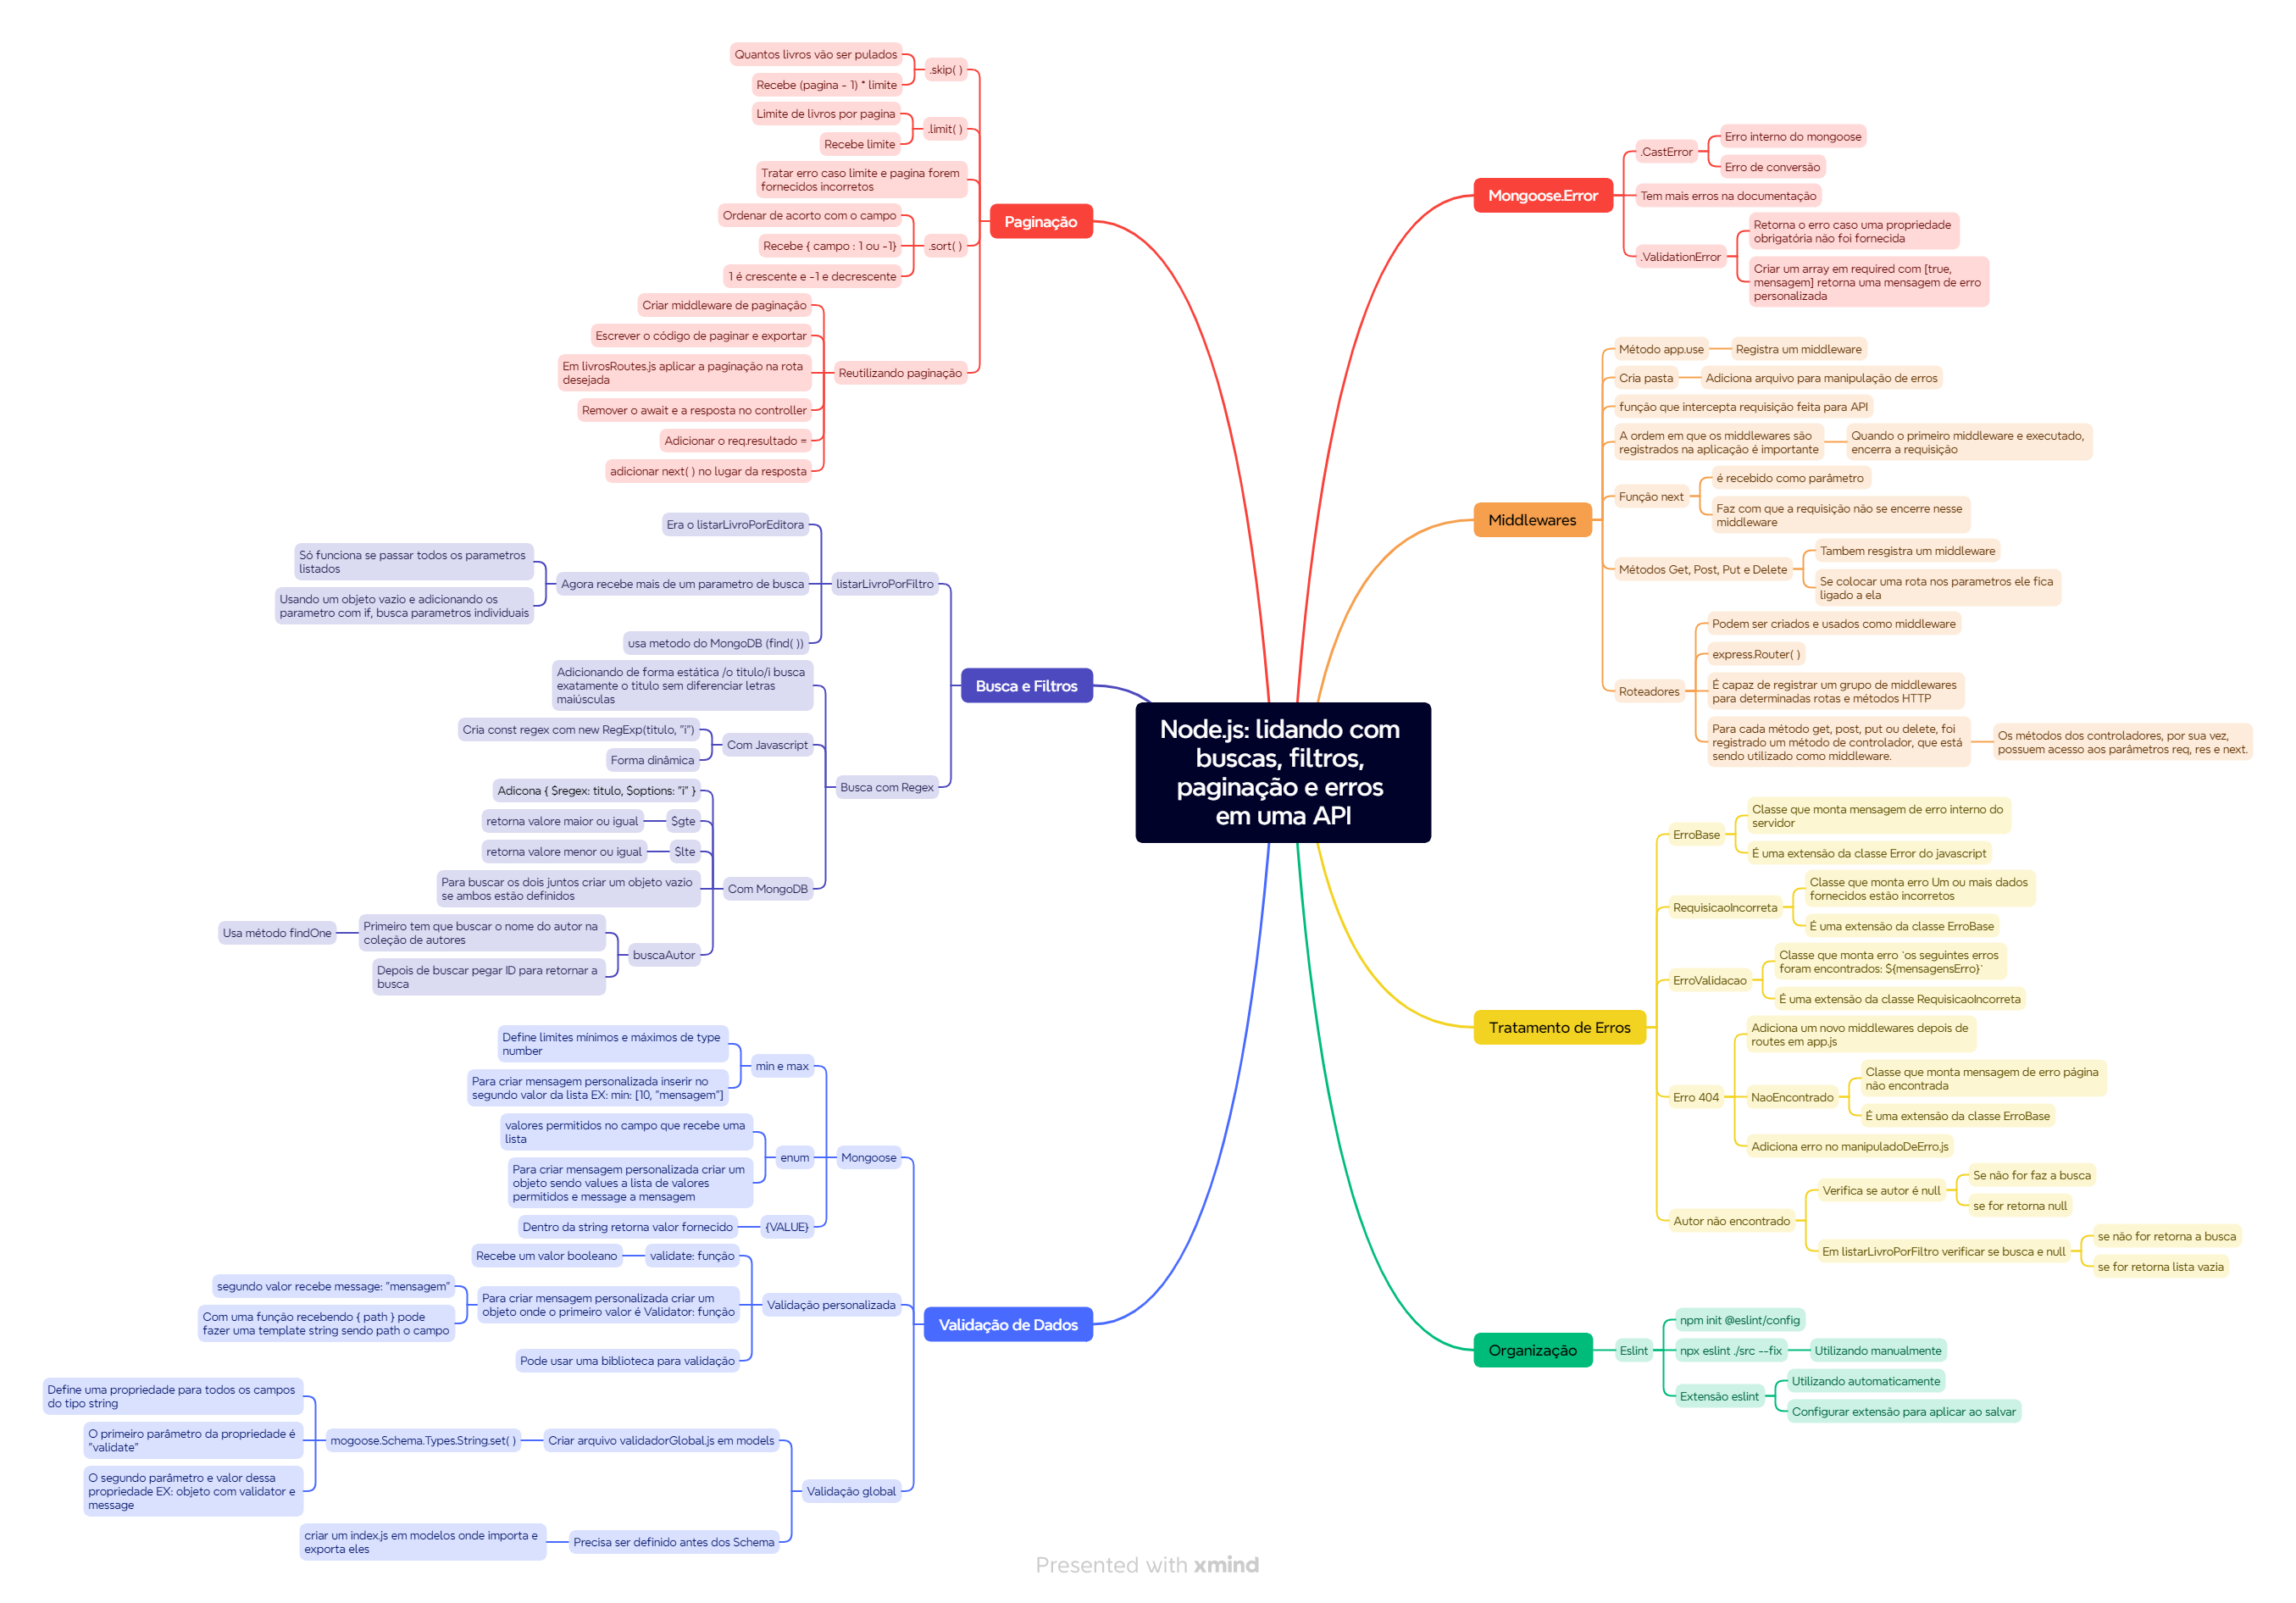 Node.js: lidando com
buscas, filtros,
paginação e erros
em uma API
Mongoose.Error
.CastError
Erro interno do mongoose
Erro de conversão
Tem mais erros na documentação
.ValidationError
Retorna o erro caso uma propriedade
obrigatória não foi fornecida
Criar um array em required com [true,
mensagem] retorna uma mensagem de erro
personalizada
Middlewares
Método app.use
Registra um middleware
Cria pasta
Adiciona arquivo para manipulação de erros
função que intercepta requisição feita para API
A ordem em que os middlewares são
registrados na aplicação é importante
Quando o primeiro middleware e executado,
encerra a requisição
Função next
é recebido como parâmetro
Faz com que a requisição não se encerre nesse
middleware
Métodos Get, Post, Put e Delete
Tambem resgistra um middleware
Se colocar uma rota nos parametros ele fica
ligado a ela
Roteadores
Podem ser criados e usados como middleware
express.Router( )
É capaz de registrar um grupo de middlewares
para determinadas rotas e métodos HTTP
Para cada método get, post, put ou delete, foi
registrado um método de controlador, que está
sendo utilizado como middleware.
Os métodos dos controladores, por sua vez,
possuem acesso aos parâmetros req, res e next.
Tratamento de Erros
ErroBase
Classe que monta mensagem de erro interno do
servidor
É uma extensão da classe Error do javascript
RequisicaoIncorreta
Classe que monta erro Um ou mais dados
fornecidos estão incorretos
É uma extensão da classe ErroBase
ErroValidacao
Classe que monta erro `os seguintes erros
foram encontrados: ${mensagensErro}`
É uma extensão da classe RequisicaoIncorreta
Erro 404
Adiciona um novo middlewares depois de
routes em app.js
NaoEncontrado
Classe que monta mensagem de erro página
não encontrada
É uma extensão da classe ErroBase
Adiciona erro no manipuladoDeErro.js
Autor não encontrado
Verifica se autor é null
Se não for faz a busca
se for retorna null
Em listarLivroPorFiltro verificar se busca e null
se não for retorna a busca
se for retorna lista vazia
Organização
Eslint
npm init @eslint/config
npx eslint ./src --fix
Utilizando manualmente
Extensão eslint
Utilizando automaticamente
Configurar extensão para aplicar ao salvar
Paginação
.skip( )
Quantos livros vão ser pulados
Recebe (pagina - 1) * limite
.limit( )
Limite de livros por pagina
Recebe limite
Tratar erro caso limite e pagina forem
fornecidos incorretos
.sort( )
Ordenar de acorto com o campo
Recebe { campo : 1 ou -1}
1 é crescente e -1 e decrescente
Reutilizando paginação
Criar middleware de paginação
Escrever o código de paginar e exportar
Em livrosRoutes.js aplicar a paginação na rota
desejada
Remover o await e a resposta no controller
Adicionar o req.resultado =
adicionar next( ) no lugar da resposta
Busca e Filtros
listarLivroPorFiltro
Era o listarLivroPorEditora
Agora recebe mais de um parametro de busca
Só funciona se passar todos os parametros
listados
Usando um objeto vazio e adicionando os
parametro com if, busca parametros individuais
usa metodo do MongoDB (find( ))
Busca com Regex
Adicionando de forma estática /o titulo/i busca
exatamente o titulo sem diferenciar letras
maiúsculas
Com Javascript
Cria const regex com new RegExp(titulo, "i")
Forma dinâmica
Com MongoDB
Adicona { $regex: titulo, $options: "i" }
$gte
retorna valore maior ou igual
$lte
retorna valore menor ou igual
Para buscar os dois juntos criar um objeto vazio
se ambos estão definidos
buscaAutor
Primeiro tem que buscar o nome do autor na
coleção de autores
Usa método findOne
Depois de buscar pegar ID para retornar a
busca
Validação de Dados
Mongoose
min e max
Define limites mínimos e máximos de type
number
Para criar mensagem personalizada inserir no
segundo valor da lista EX: min: [10, "mensagem"]
enum
valores permitidos no campo que recebe uma
lista
Para criar mensagem personalizada criar um
objeto sendo values a lista de valores
permitidos e message a mensagem
{VALUE}
Dentro da string retorna valor fornecido
Validação personalizada
validate: função
Recebe um valor booleano
Para criar mensagem personalizada criar um
objeto onde o primeiro valor é Validator: função
segundo valor recebe message: "mensagem"
Com uma função recebendo { path } pode
fazer uma template string sendo path o campo
Pode usar uma biblioteca para validação
Validação global
Criar arquivo validadorGlobal.js em models
mogoose.Schema.Types.String.set( )
Define uma propriedade para todos os campos
do tipo string
O primeiro parâmetro da propriedade é
"validate"
O segundo parâmetro e valor dessa
propriedade EX: objeto com validator e
message
Precisa ser definido antes dos Schema
criar um index.js em modelos onde importa e
exporta eles
Presented with xmind